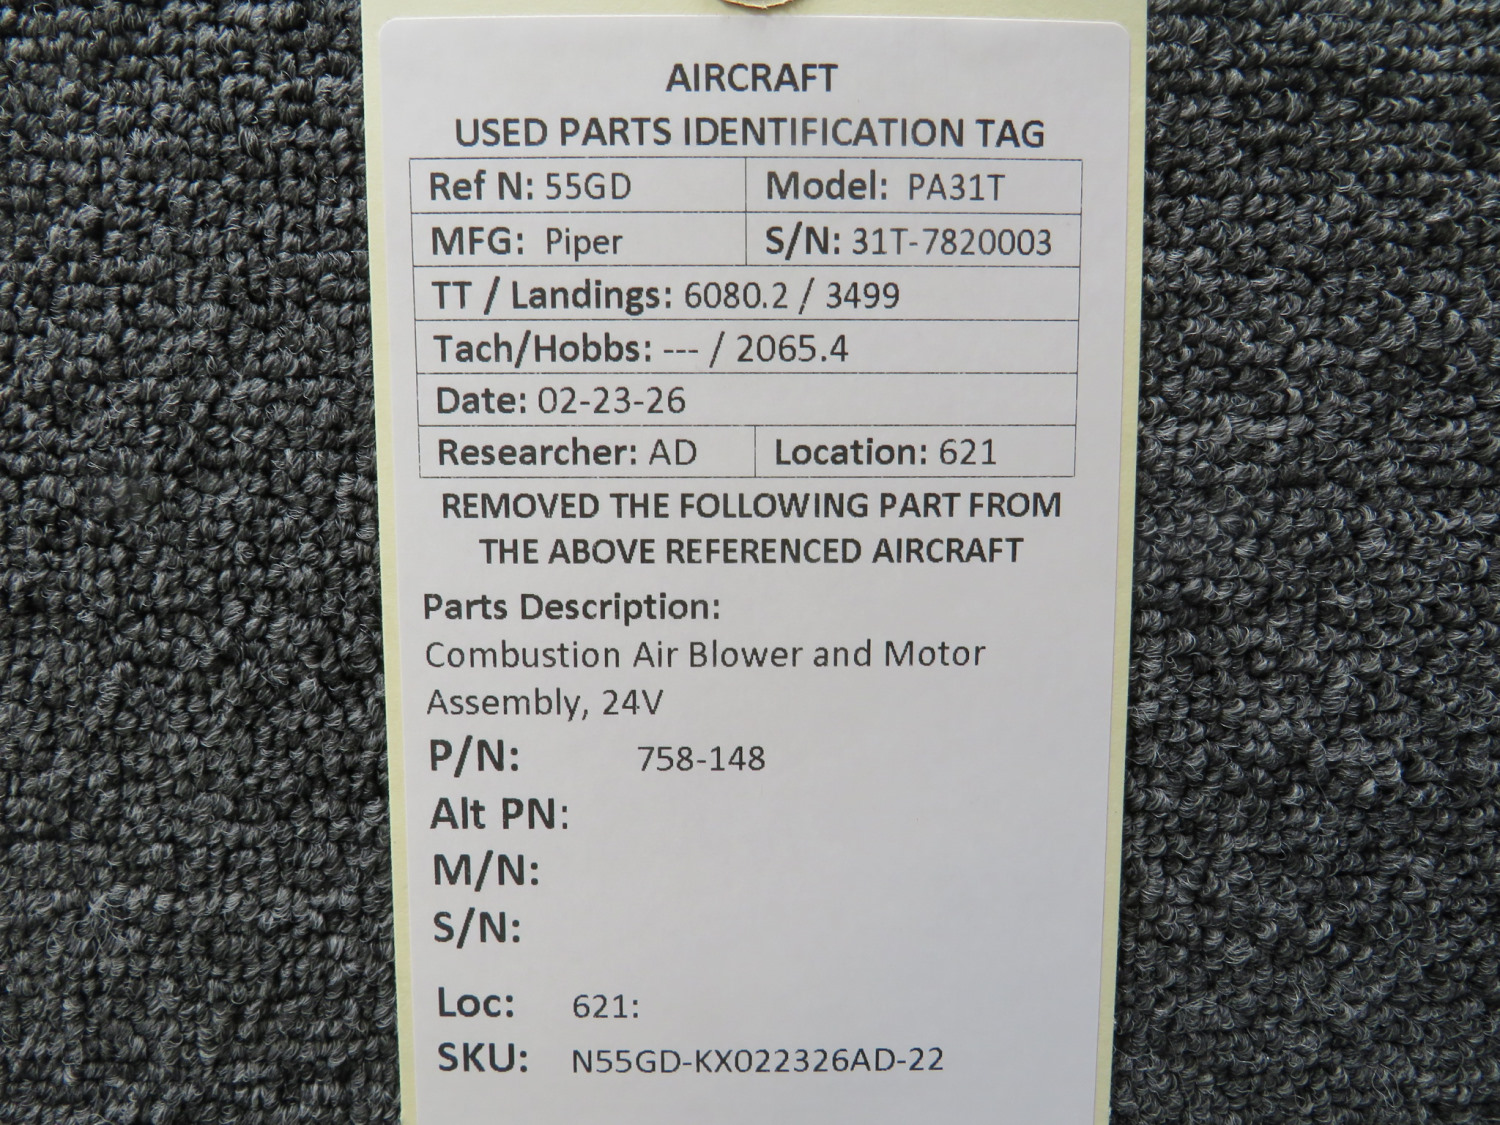 AIRCRAFT
USED PARTS IDENTIFICATION TAG
Ref N: 55GD Model: PA31T
MFG: Piper S/N: 31T-7820003
TT / Landings: 6080.2 / 3499
Tach/Hobbs: --- / 2065.4
Date: 02-23-26
Researcher: AD Location: 621
REMOVED THE FOLLOWING PART FROM
THE ABOVE REFERENCED AIRCRAFT
Parts Description:
Combustion Air Blower and Motor
Assembly, 24V
P/N: 758-148
Alt PN:
M/N:
S/N:
Loc: 621:
SKU: N55GD-KX022326AD-22